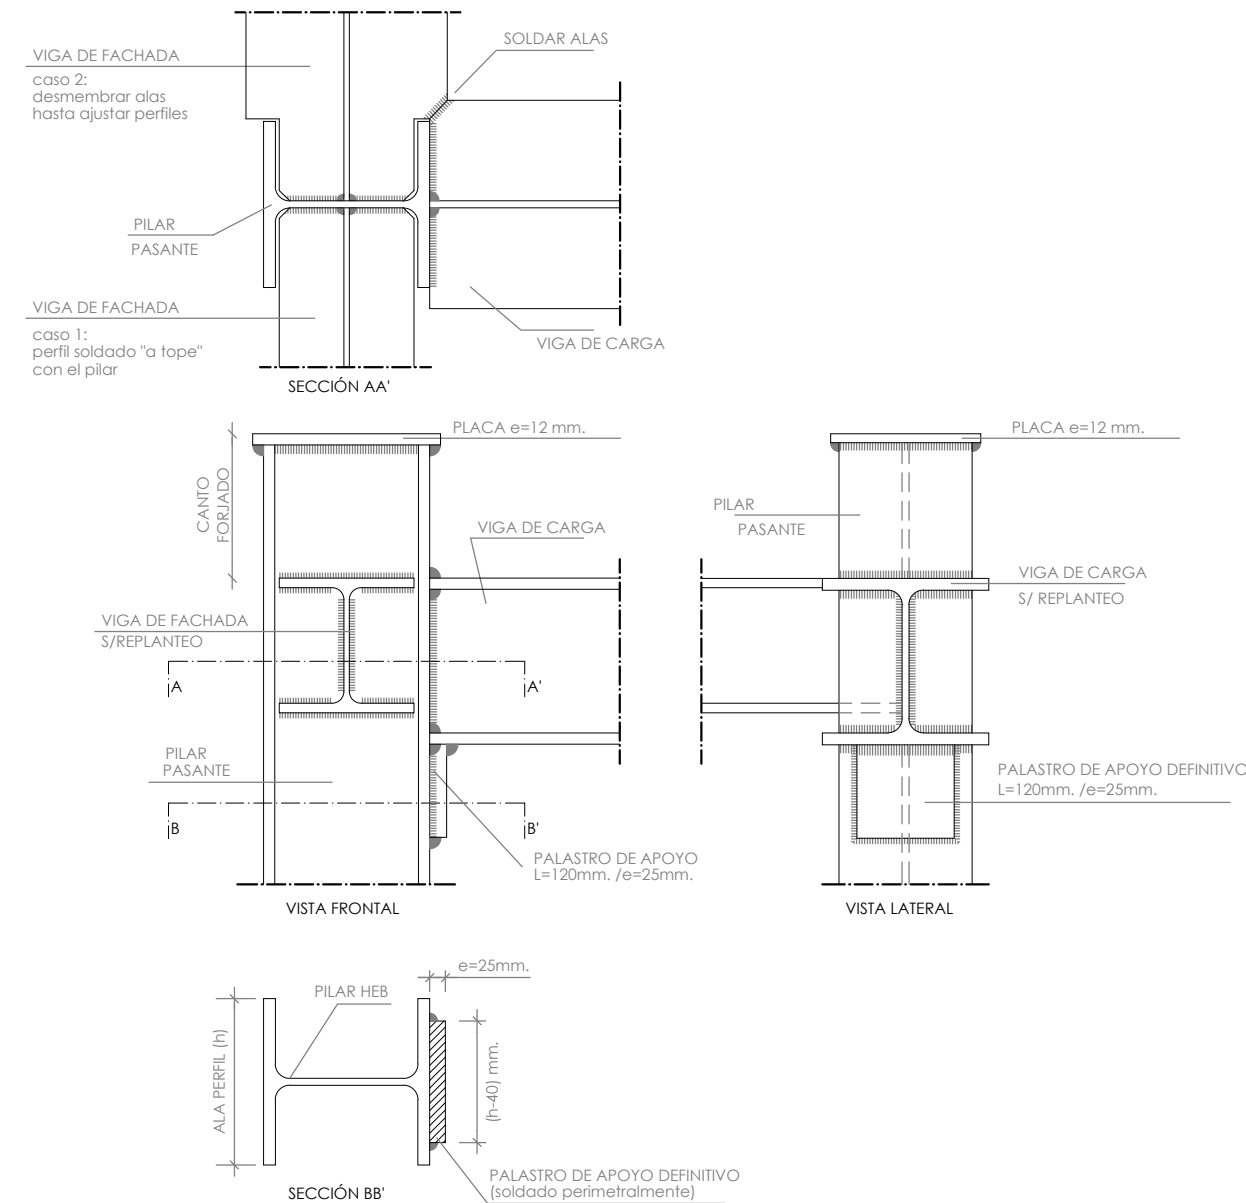 SOLDAR ALAS
VIGA DE FACHADA
caso 2:
desmembrar alas
hasta ajustar perfiles
PILAR
PASANTE
VIGA DE FACHADA
caso 1:
perfil soldado "a tope"
con el pilar
VIGA DE CARGA
SECCIÓN AA'
PLACA e=12 mm.
CANTO
FORJADO
VIGA DE CARGA
VIGA DE FACHADA
S/REPLANTEO
A
A'
PILAR
PASANTE
B
B'
PALASTRO DE APOYO
L=120mm. /e=25mm.
VISTA FRONTAL
PLACA e=12 mm.
PILAR
PASANTE
VIGA DE CARGA
S/ REPLANTEO
PALASTRO DE APOYO DEFINITIVO
L=120mm. /e=25mm.
VISTA LATERAL
e=25mm.
PILAR HEB
ALA PERFIL (h)
(h-40) mm.
PALASTRO DE APOYO DEFINITIVO
(soldado perimetralmente)
SECCIÓN BB'